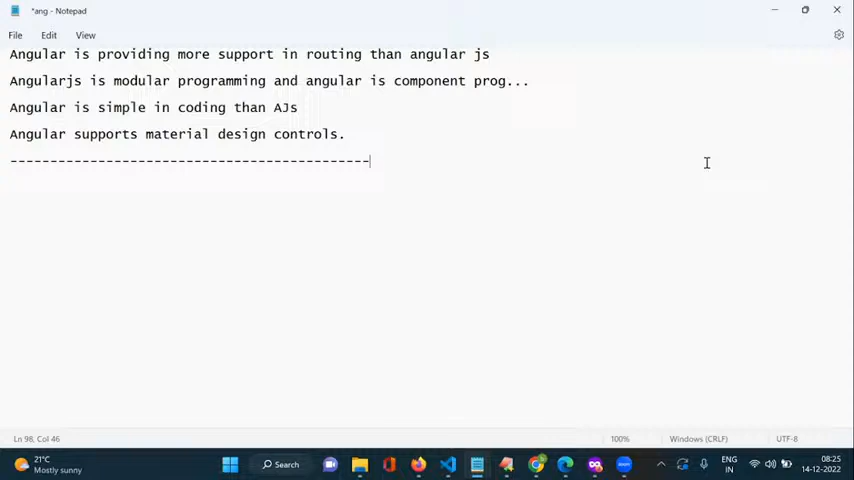 *ang - Notepad
File Edit View
Angular is providing more support in routing than angular js
Angularjs is modular programming and angular is component prog...
Angular is simple in coding than AJs
Angular supports material design controls.
---------------------------------------------
Ln 98, Col 46 100% Windows (CRLF) UTF-8
21°C
Mostly sunny
Search
ENG
IN
08:25
14-12-2022